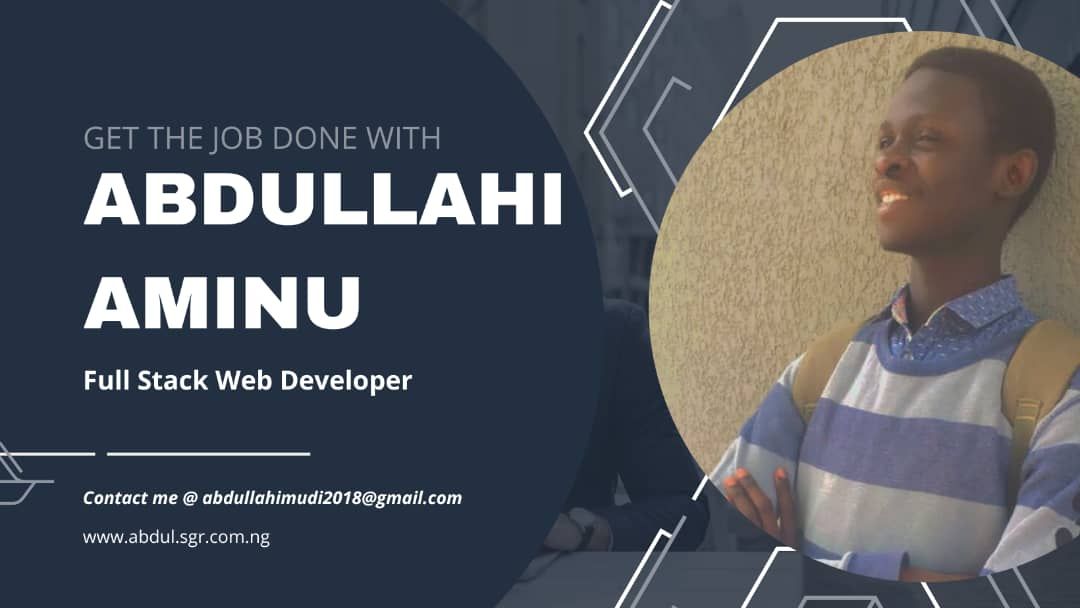 GET THE JOB DONE WITH
ABDULLAHI
AMINU
Full Stack Web Developer
Contact me @ abdullahimudi2018@gmail.com
www.abdul.sgr.com.ng